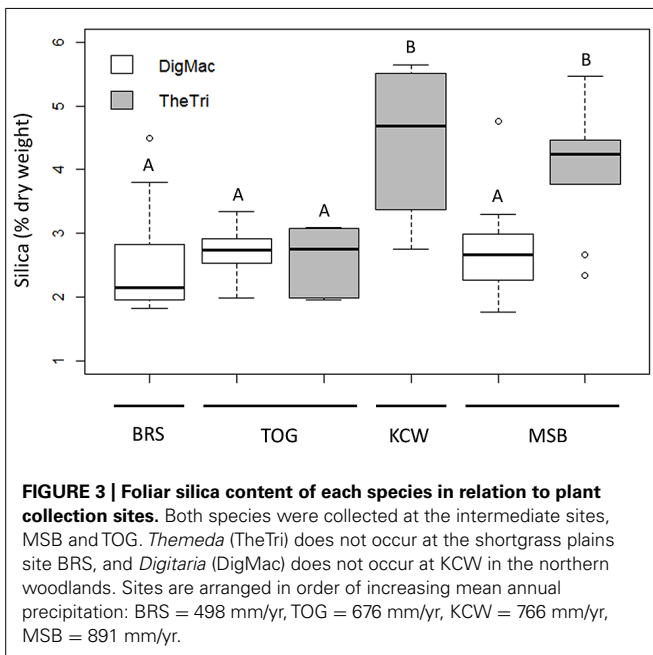 6
5
4
3
2
1
Silica (% dry weight)
DigMac
TheTri
A
A
A
B
A
B
BRS
TOG
KCW
MSB
FIGURE 3 | Foliar silica content of each species in relation to plant
collection sites. Both species were collected at the intermediate sites,
MSB and TOG. Themeda (TheTri) does not occur at the shortgrass plains
site BRS, and Digitaria (DigMac) does not occur at KCW in the northern
woodlands. Sites are arranged in order of increasing mean annual
precipitation: BRS = 498 mm/yr, TOG = 676 mm/yr, KCW = 766 mm/yr,
MSB = 891 mm/yr.